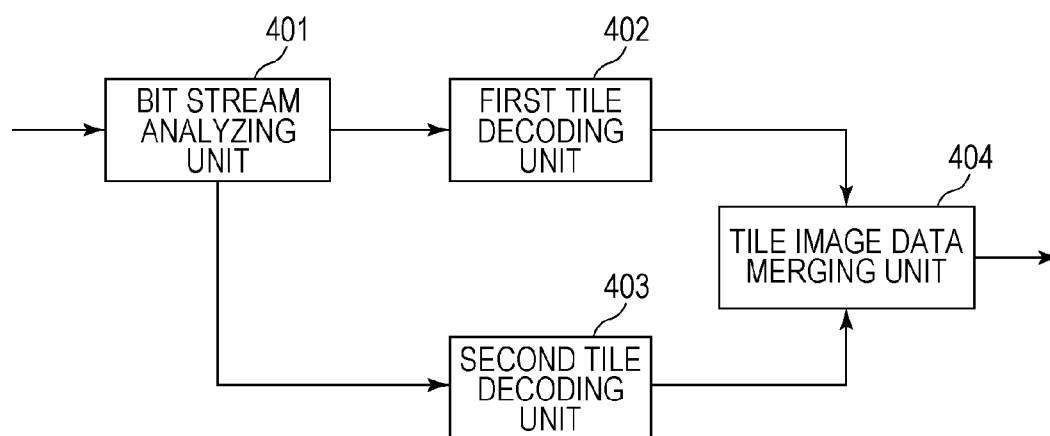 401
BIT STREAM
ANALYZING
UNIT
402
FIRST TILE
DECODING
UNIT
404
TILE IMAGE DATA
MERGING UNIT
403
SECOND TILE
DECODING
UNIT